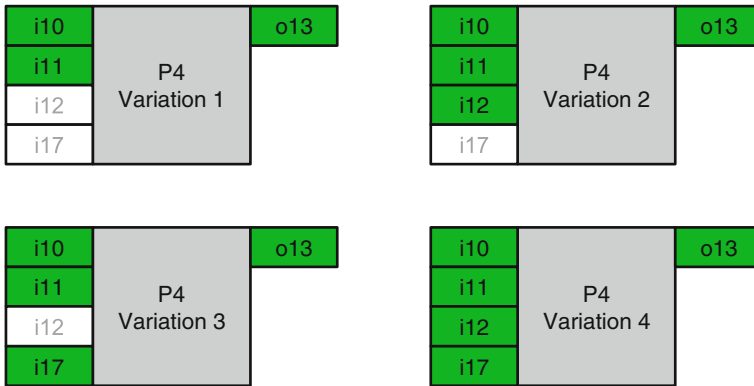 i10
i11
i12
i17
P4
Variation 1
o13
i10
i11
i12
i17
P4
Variation 2
o13
i10
i11
i12
i17
P4
Variation 3
o13
i10
i11
i12
i17
P4
Variation 4
o13